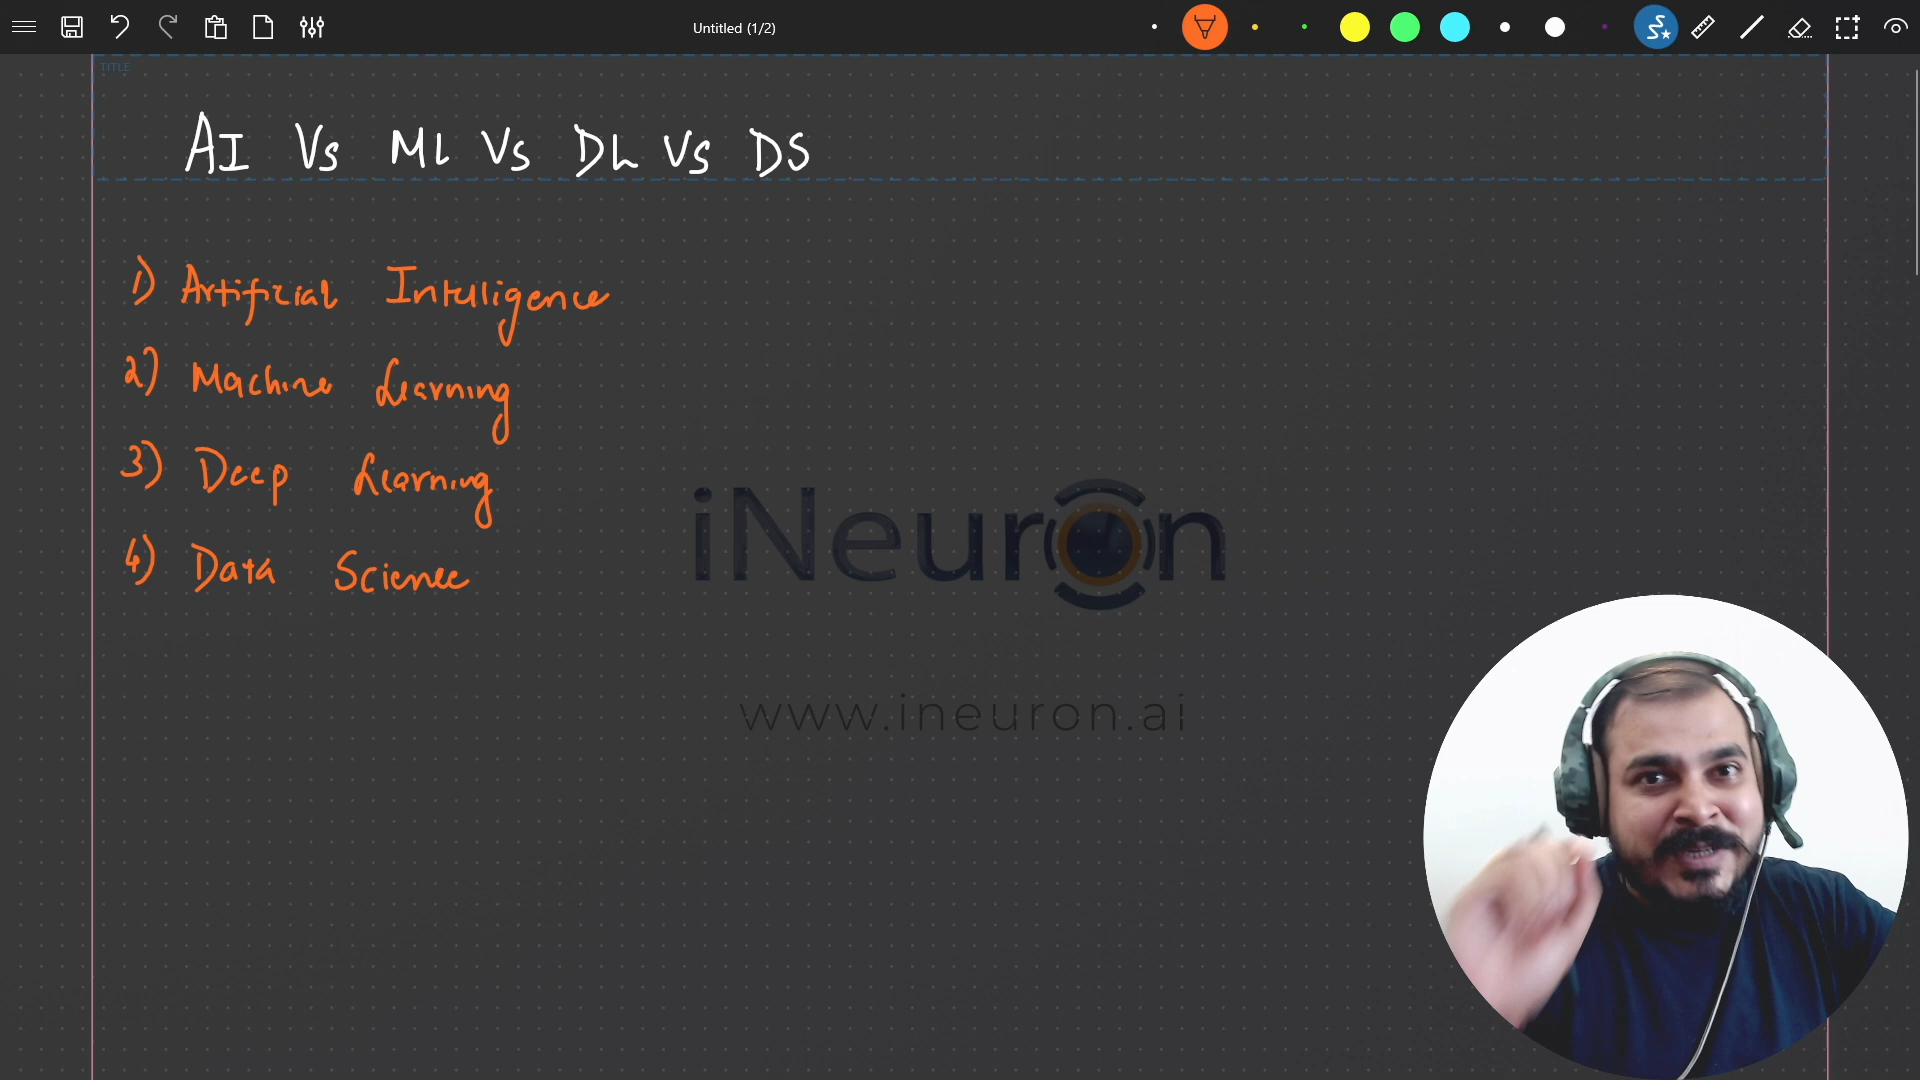 Untitled (1/2)
TITLE
AI Vs ML Vs DL Vs DS
1) Artificial Intelligence
2) Machine Learning
3) Deep Learning
4) Data Science
iNeuron
www.ineuron.ai